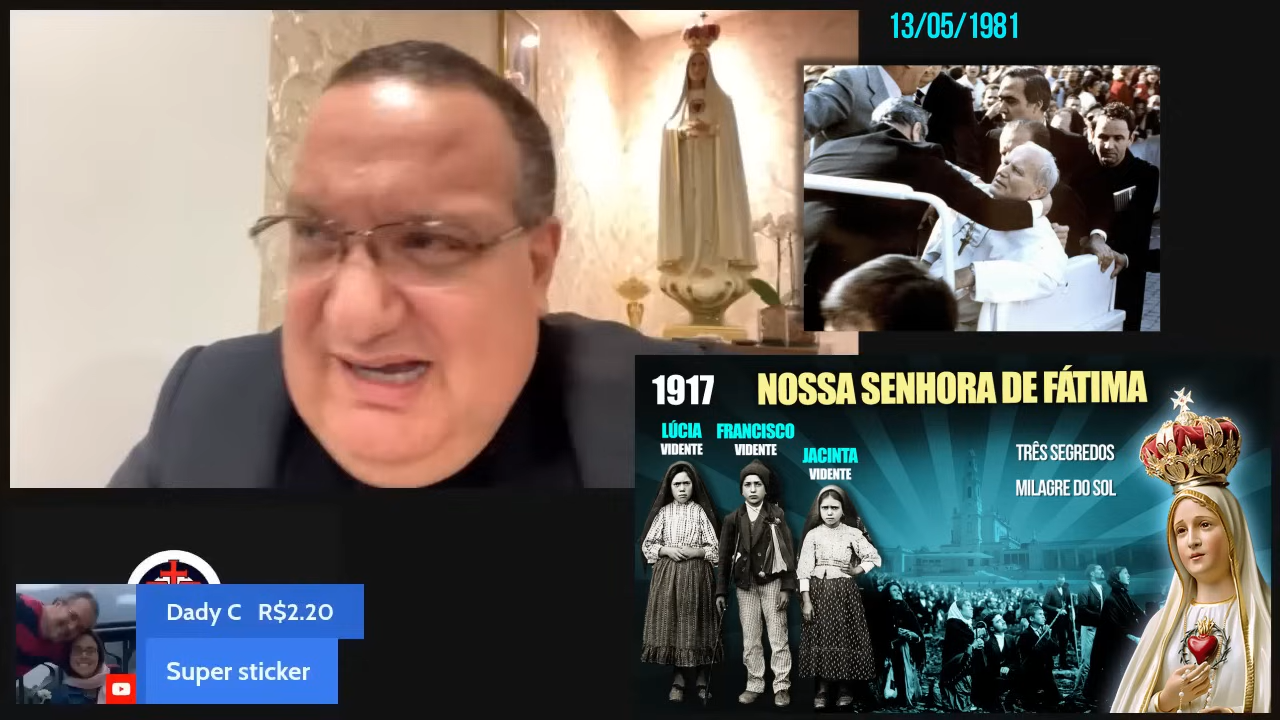 13/05/1981
1917 NOSSA SENHORA DE FÁTIMA
LÚCIA
VIDENTE
FRANCISCO
VIDENTE
JACINTA
VIDENTE
TRÊS SEGREDOS
MILAGRE DO SOL
Dady C R$2.20
Super sticker